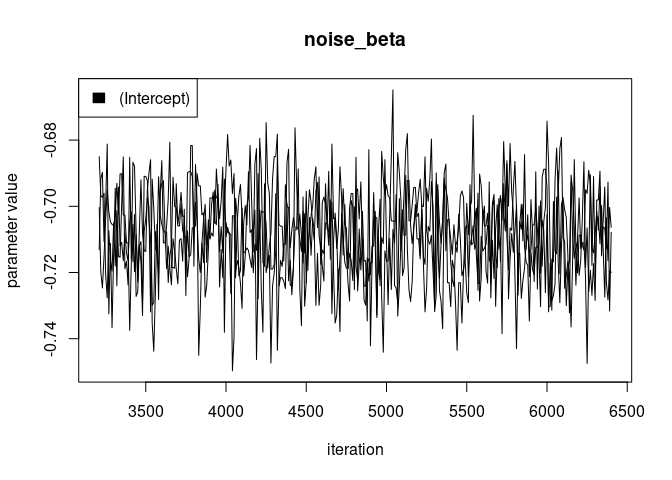 noise_beta
(Intercept)
parameter value
-0.68
-0.70
-0.72
-0.74
3500 4000 4500 5000 5500 6000 6500
iteration